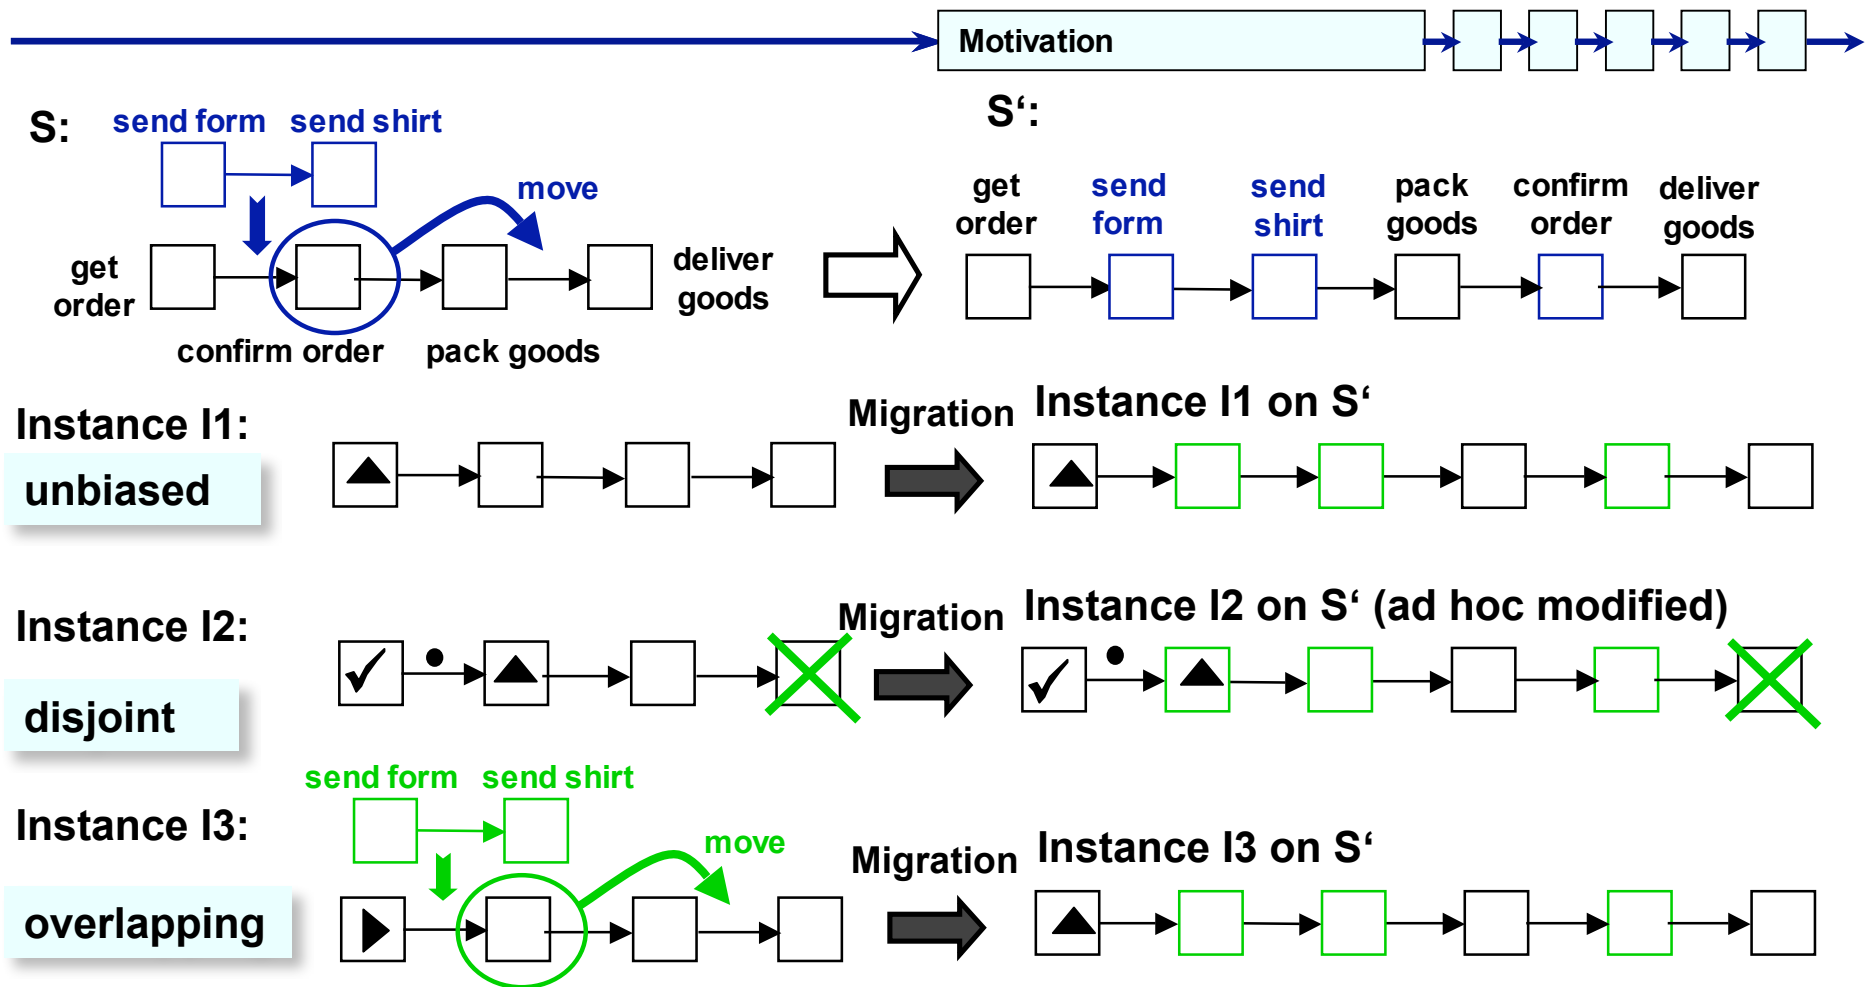 Motivation
S:
send form send shirt
move
get
order
confirm order
pack goods
deliver
goods
S‘:
get
order
send
form
send
shirt
pack
goods
confirm
order
deliver
goods
Instance I1:
unbiased
Migration
Instance I1 on S‘
Instance I2:
disjoint
Migration
Instance I2 on S‘ (ad hoc modified)
send form send shirt
move
Instance I3:
overlapping
Migration
Instance I3 on S‘